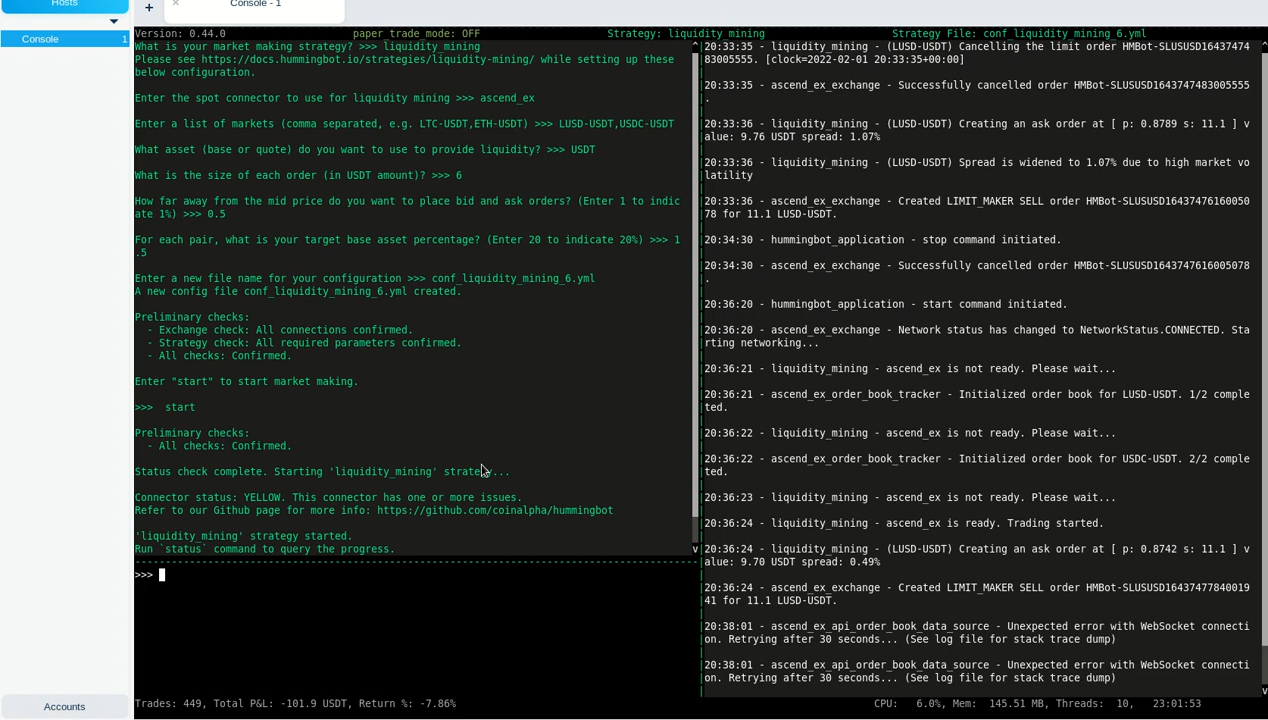 Hosts
Console - 1
Console 1
Accounts
Version: 0.44.0 paper_trade_mode: OFF Strategy: liquidity_mining Strategy File: conf_liquidity_mining_6.yml
What is your market making strategy? >>> liquidity_mining
Please see https://docs.hummingbot.io/strategies/liquidity-mining/ while setting up these
below configuration.
Enter the spot connector to use for liquidity mining >>> ascend_ex
Enter a list of markets (comma separated, e.g. LTC-USDT,ETH-USDT) >>> LUSD-USDT,USDC-USDT
What asset (base or quote) do you want to use to provide liquidity? >>> USDT
What is the size of each order (in USDT amount)? >>> 6
How far away from the mid price do you want to place bid and ask orders? (Enter 1 to indic
ate 1%) >>> 0.5
For each pair, what is your target base asset percentage? (Enter 20 to indicate 20%) >>> 1
.5
Enter a new file name for your configuration >>> conf_liquidity_mining_6.yml
A new config file conf_liquidity_mining_6.yml created.
Preliminary checks:
- Exchange check: All connections confirmed.
- Strategy check: All required parameters confirmed.
- All checks: Confirmed.
Enter "start" to start market making.
>>> start
Preliminary checks:
- All checks: Confirmed.
Status check complete. Starting 'liquidity_mining' strategy...
Connector status: YELLOW. This connector has one or more issues.
Refer to our Github page for more info: https://github.com/coinalpha/hummingbot
'liquidity_mining' strategy started.
Run `status` command to query the progress.
>>>
20:33:35 - liquidity_mining - (LUSD-USDT) Cancelling the limit order HMBot-SLUSUSD16437474
83005555. [clock=2022-02-01 20:33:35+00:00]
20:33:35 - ascend_ex_exchange - Successfully cancelled order HMBot-SLUSUSD1643747483005555
.
20:33:36 - liquidity_mining - (LUSD-USDT) Creating an ask order at [ p: 0.8789 s: 11.1 ] v
alue: 9.76 USDT spread: 1.07%
20:33:36 - liquidity_mining - (LUSD-USDT) Spread is widened to 1.07% due to high market vo
latility
20:33:36 - ascend_ex_exchange - Created LIMIT_MAKER SELL order HMBot-SLUSUSD16437476160050
78 for 11.1 LUSD-USDT.
20:34:30 - hummingbot_application - stop command initiated.
20:34:30 - ascend_ex_exchange - Successfully cancelled order HMBot-SLUSUSD1643747616005078
.
20:36:20 - hummingbot_application - start command initiated.
20:36:20 - ascend_ex_exchange - Network status has changed to NetworkStatus.CONNECTED. Sta
rting networking...
20:36:21 - liquidity_mining - ascend_ex is not ready. Please wait...
20:36:21 - ascend_ex_order_book_tracker - Initialized order book for LUSD-USDT. 1/2 comple
ted.
20:36:22 - liquidity_mining - ascend_ex is not ready. Please wait...
20:36:22 - ascend_ex_order_book_tracker - Initialized order book for USDC-USDT. 2/2 comple
ted.
20:36:23 - liquidity_mining - ascend_ex is not ready. Please wait...
20:36:24 - liquidity_mining - ascend_ex is ready. Trading started.
20:36:24 - liquidity_mining - (LUSD-USDT) Creating an ask order at [ p: 0.8742 s: 11.1 ] v
alue: 9.70 USDT spread: 0.49%
20:36:24 - ascend_ex_exchange - Created LIMIT_MAKER SELL order HMBot-SLUSUSD16437477840019
41 for 11.1 LUSD-USDT.
20:38:01 - ascend_ex_api_order_book_data_source - Unexpected error with WebSocket connecti
on. Retrying after 30 seconds... (See log file for stack trace dump)
20:38:01 - ascend_ex_api_order_book_data_source - Unexpected error with WebSocket connecti
on. Retrying after 30 seconds... (See log file for stack trace dump)
Trades: 449, Total P&L: -101.9 USDT, Return %: -7.86% CPU: 6.0%, Mem: 145.51 MB, Threads: 10, 23:01:53